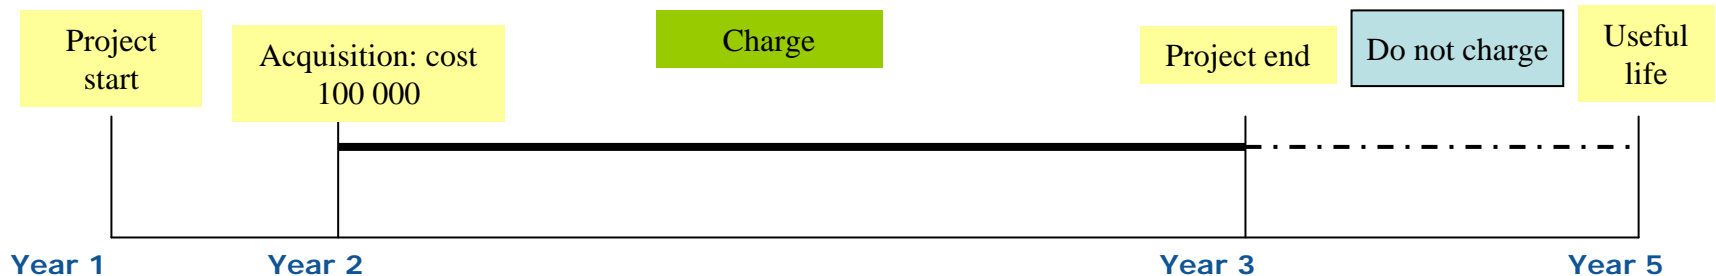 Project
start
Acquisition: cost
100 000
Charge
Project end
Do not charge
Useful
life
Year 1
Year 2
Year 3
Year 5